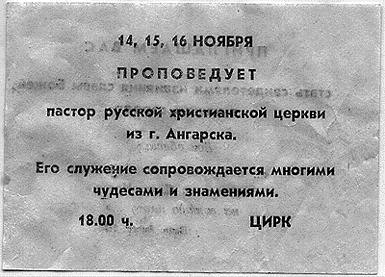 14, 15, 16 НОЯБРЯ
ПРОПОВЕДУЕТ
пастор русской христианской церкви
из г. Ангарска.
Его служение сопровождается многими
чудесами и знамениями.
18.00 ч. ЦИРК